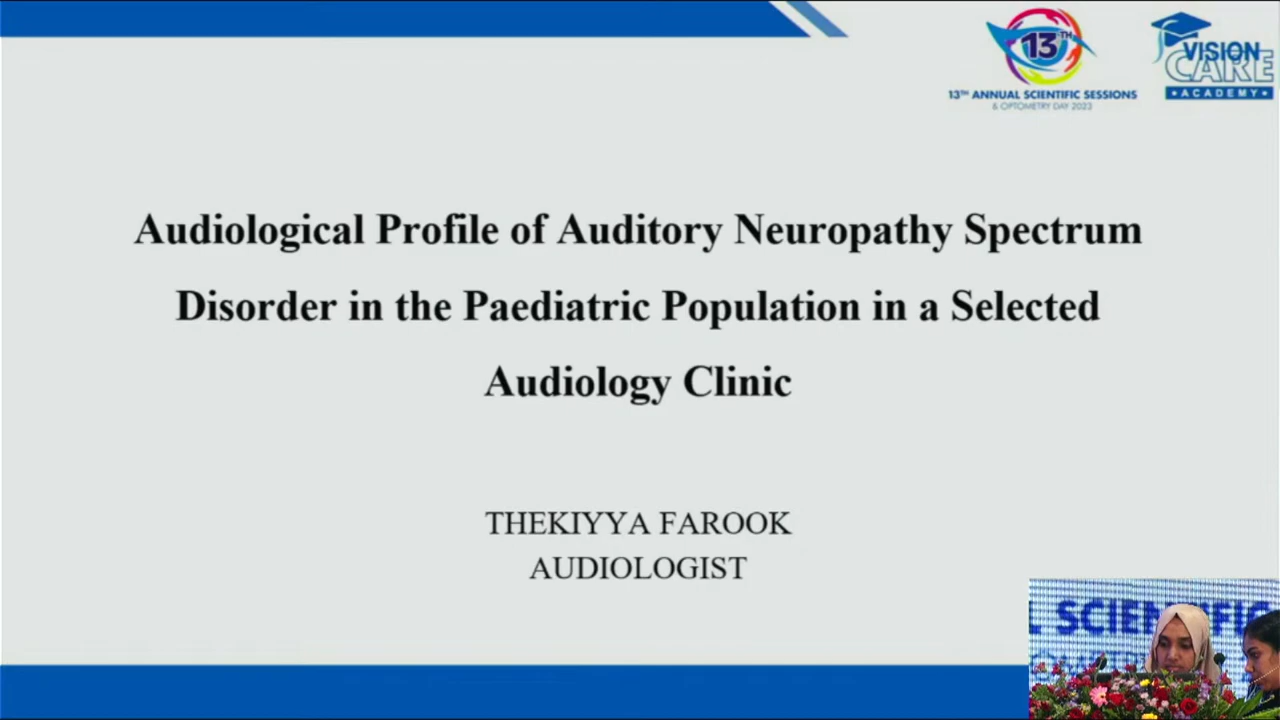 13TH
13TH ANNUAL SCIENTIFIC SESSIONS
& OPTOMETRY DAY 2023
VISION
CARE
ACADEMY
Audiological Profile of Auditory Neuropathy Spectrum
Disorder in the Paediatric Population in a Selected
Audiology Clinic
THEKIYYA FAROOK
AUDIOLOGIST
L SCIENTIFIC